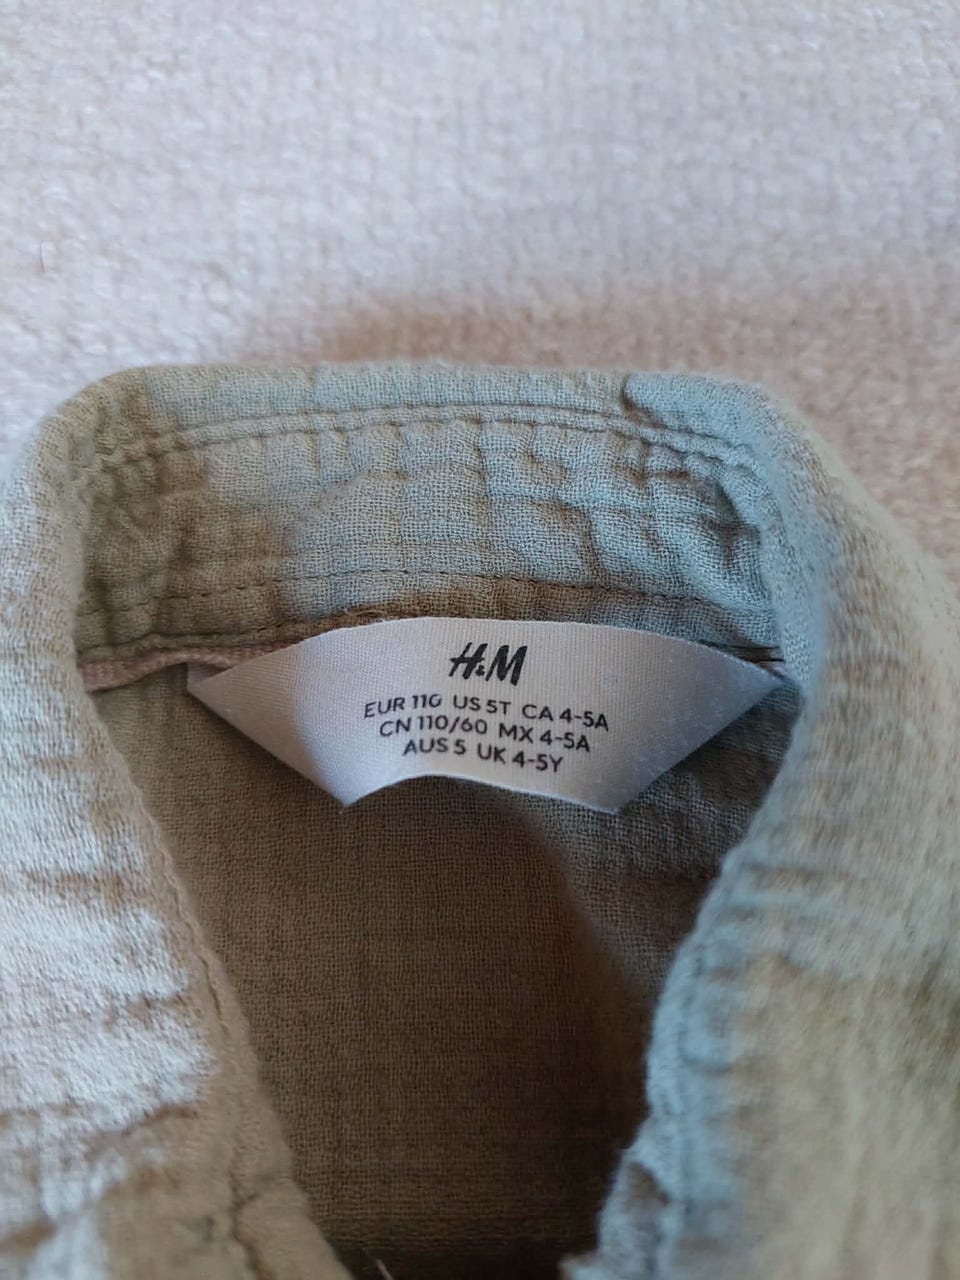 H&M
EUR 110 US 5T CA 4-5A
CN 110/60 MX 4-5A
AUS 5 UK 4-5Y